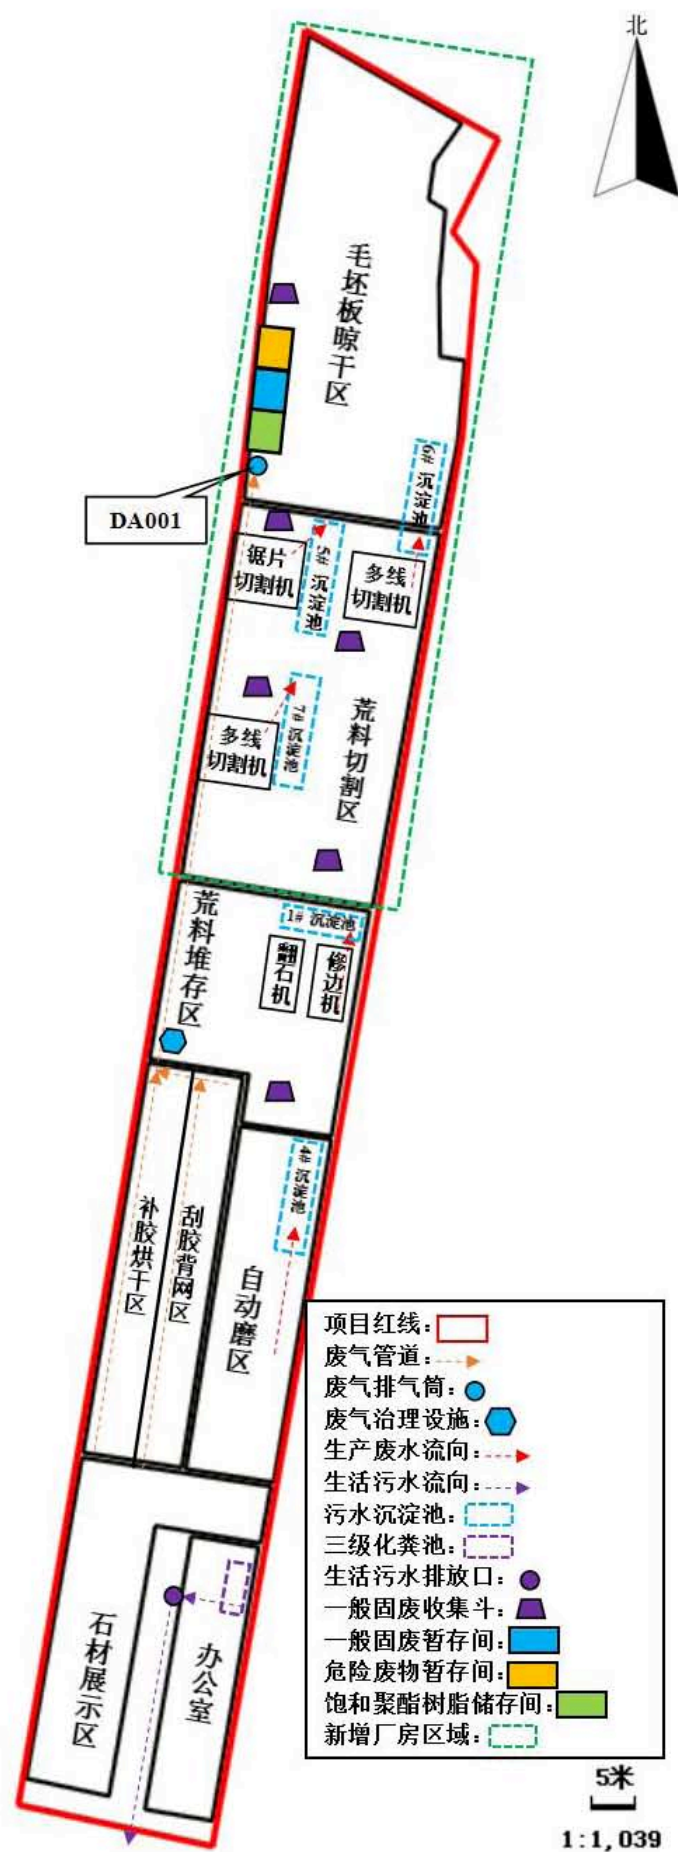 北
毛坯板晾干区
6# 沉淀池
DA001
锯片
切割机
5# 沉淀池
多线
切割机
多线
切割机
7# 沉淀池
荒料切割区
荒料堆存区
1# 沉淀池
翻石机
修边机
4# 沉淀池
补胶烘干区
刮胶背网区
自动磨区
项目红线：
废气管道：
废气排气筒：
废气治理设施：
生产废水流向：
生活污水流向：
污水沉淀池：
三级化粪池：
生活污水排放口：
一般固废收集斗：
一般固废暂存间：
危险废物暂存间：
饱和聚酯树脂储存间：
新增厂房区域：
石材展示区
办公室
5米
1:1,039